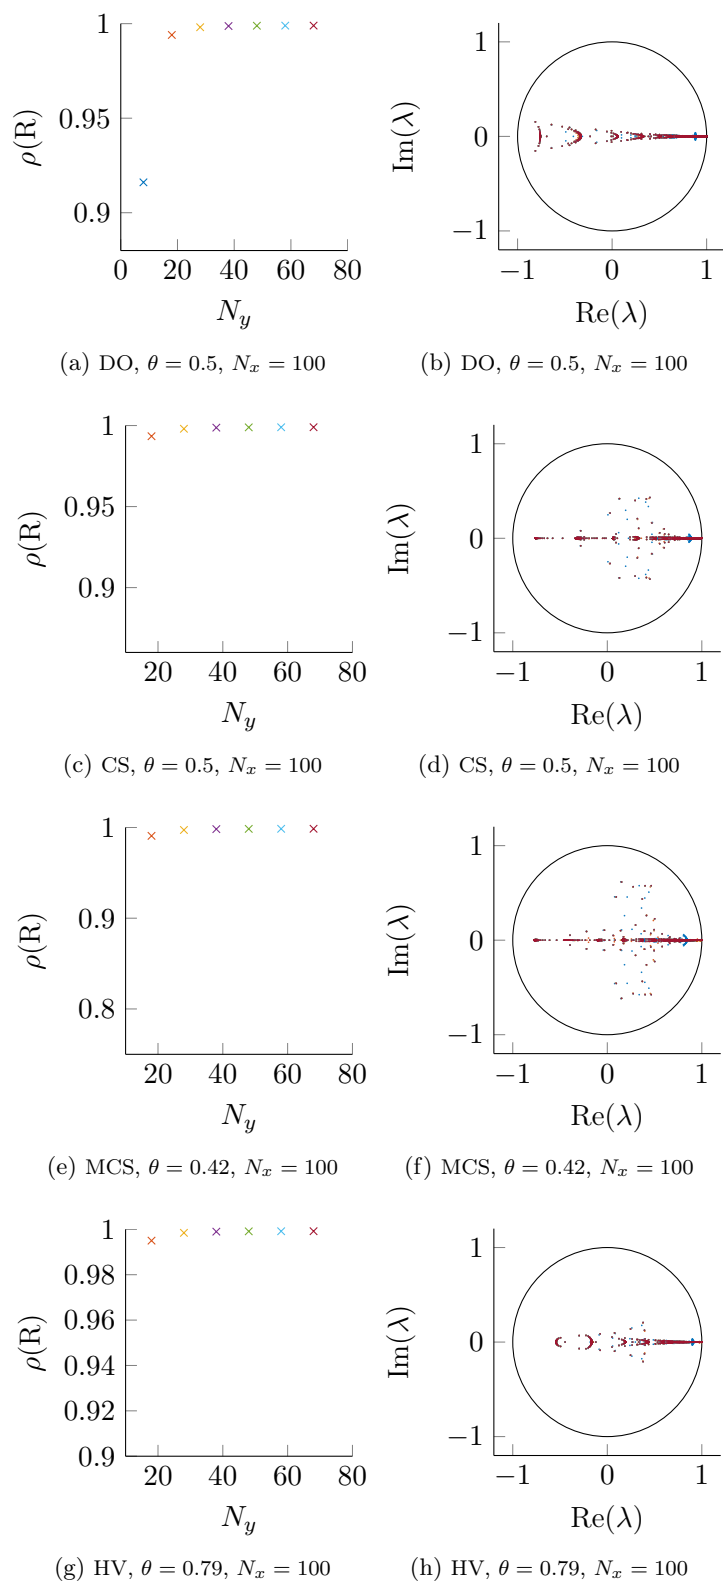 1
0.95
0.9
ρ(R)
0 20 40 60 80
N_y
1
0
−1
Im(λ)
−1 0 1
Re(λ)
(a) DO, θ = 0.5, N_x = 100
(b) DO, θ = 0.5, N_x = 100
1
0.95
0.9
ρ(R)
20 40 60 80
N_y
1
0
−1
Im(λ)
−1 0 1
Re(λ)
(c) CS, θ = 0.5, N_x = 100
(d) CS, θ = 0.5, N_x = 100
1
0.9
0.8
ρ(R)
20 40 60 80
N_y
1
0
−1
Im(λ)
−1 0 1
Re(λ)
(e) MCS, θ = 0.42, N_x = 100
(f) MCS, θ = 0.42, N_x = 100
1
0.98
0.96
0.94
0.92
0.9
ρ(R)
20 40 60 80
N_y
1
0
−1
Im(λ)
−1 0 1
Re(λ)
(g) HV, θ = 0.79, N_x = 100
(h) HV, θ = 0.79, N_x = 100